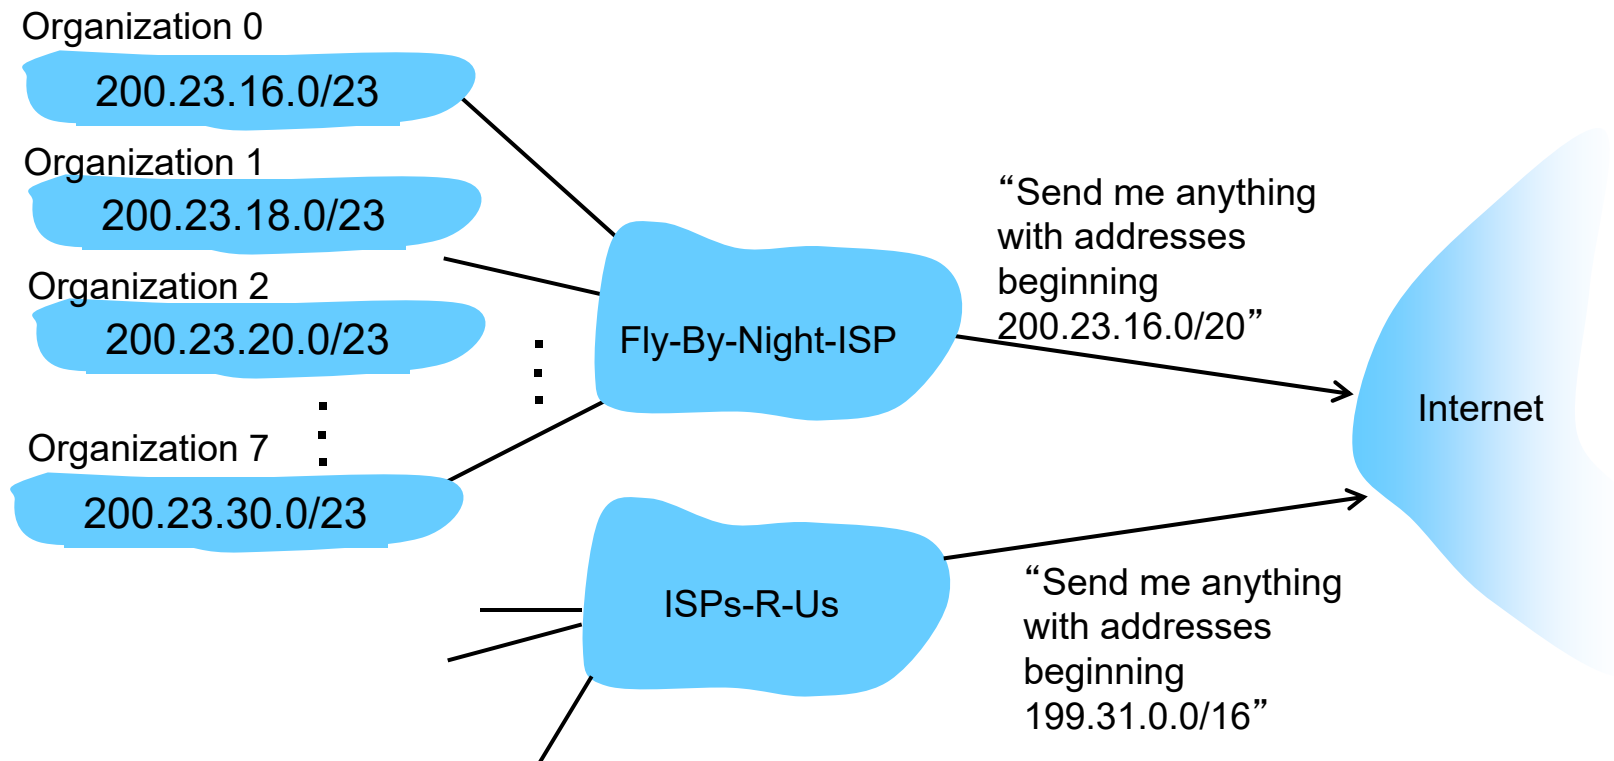 Organization 0
200.23.16.0/23
Organization 1
200.23.18.0/23
Organization 2
200.23.20.0/23
Organization 7
200.23.30.0/23
Fly-By-Night-ISP
“Send me anything
with addresses
beginning
200.23.16.0/20”
Internet
ISPs-R-Us
“Send me anything
with addresses
beginning
199.31.0.0/16”